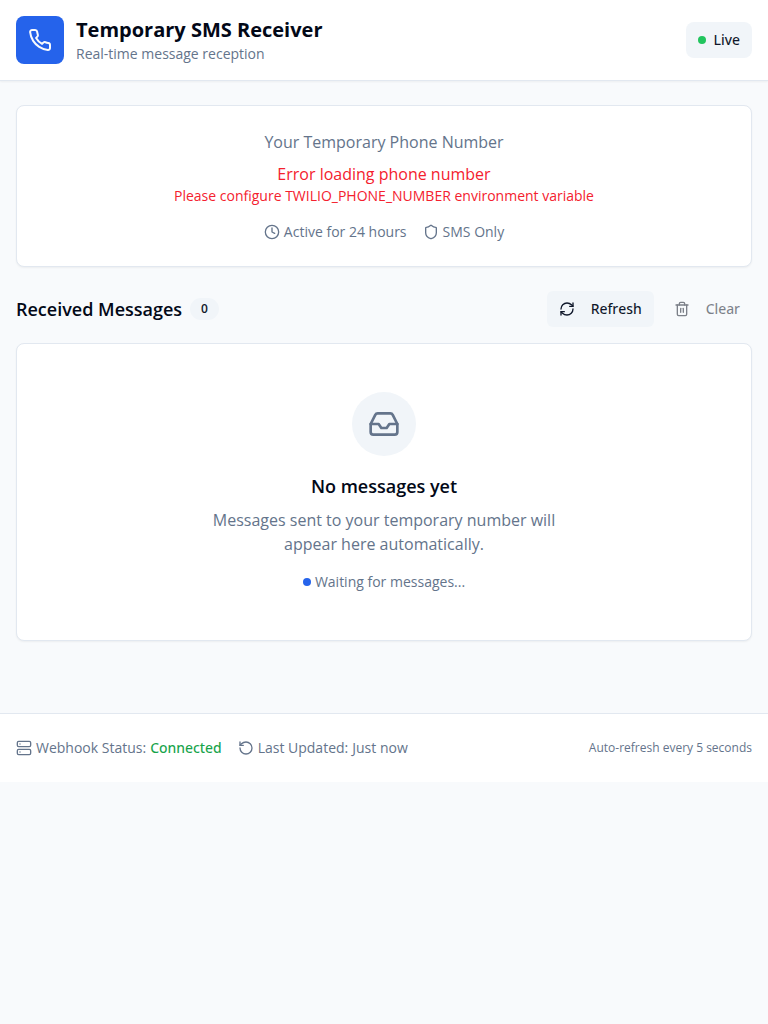 Temporary SMS Receiver
Real-time message reception
Live
Your Temporary Phone Number
Error loading phone number
Please configure TWILIO_PHONE_NUMBER environment variable
Active for 24 hours SMS Only
Received Messages 0 Refresh Clear
No messages yet
Messages sent to your temporary number will
appear here automatically.
Waiting for messages...
Webhook Status: Connected Last Updated: Just now Auto-refresh every 5 seconds